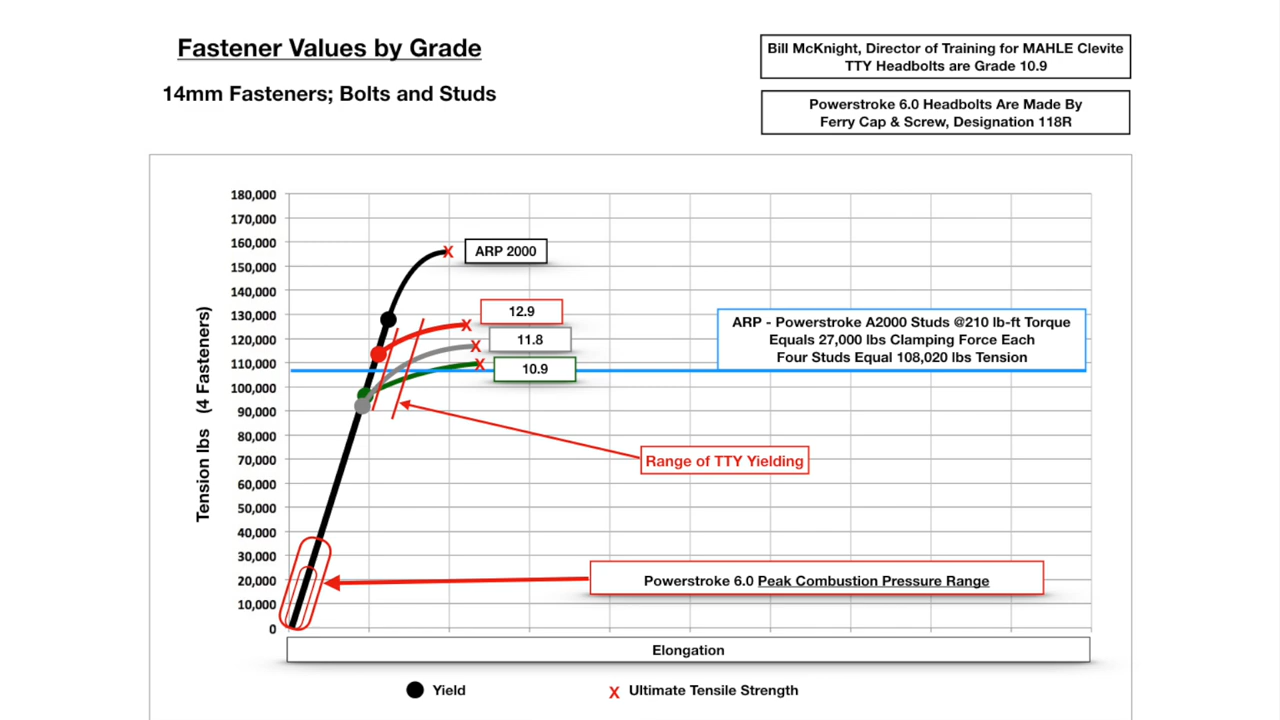 Fastener Values by Grade
14mm Fasteners; Bolts and Studs
Bill McKnight, Director of Training for MAHLE Clevite
TTY Headbolts are Grade 10.9
Powerstroke 6.0 Headbolts Are Made By
Ferry Cap & Screw, Designation 118R
Tension lbs (4 Fasteners)
180,000
170,000
160,000
150,000
140,000
130,000
120,000
110,000
100,000
90,000
80,000
70,000
60,000
50,000
40,000
30,000
20,000
10,000
0
X
ARP 2000
X
12.9
X
11.8
X
10.9
ARP - Powerstroke A2000 Studs @210 lb-ft Torque
Equals 27,000 lbs Clamping Force Each
Four Studs Equal 108,020 lbs Tension
Range of TTY Yielding
Powerstroke 6.0 Peak Combustion Pressure Range
Elongation
Yield
X Ultimate Tensile Strength